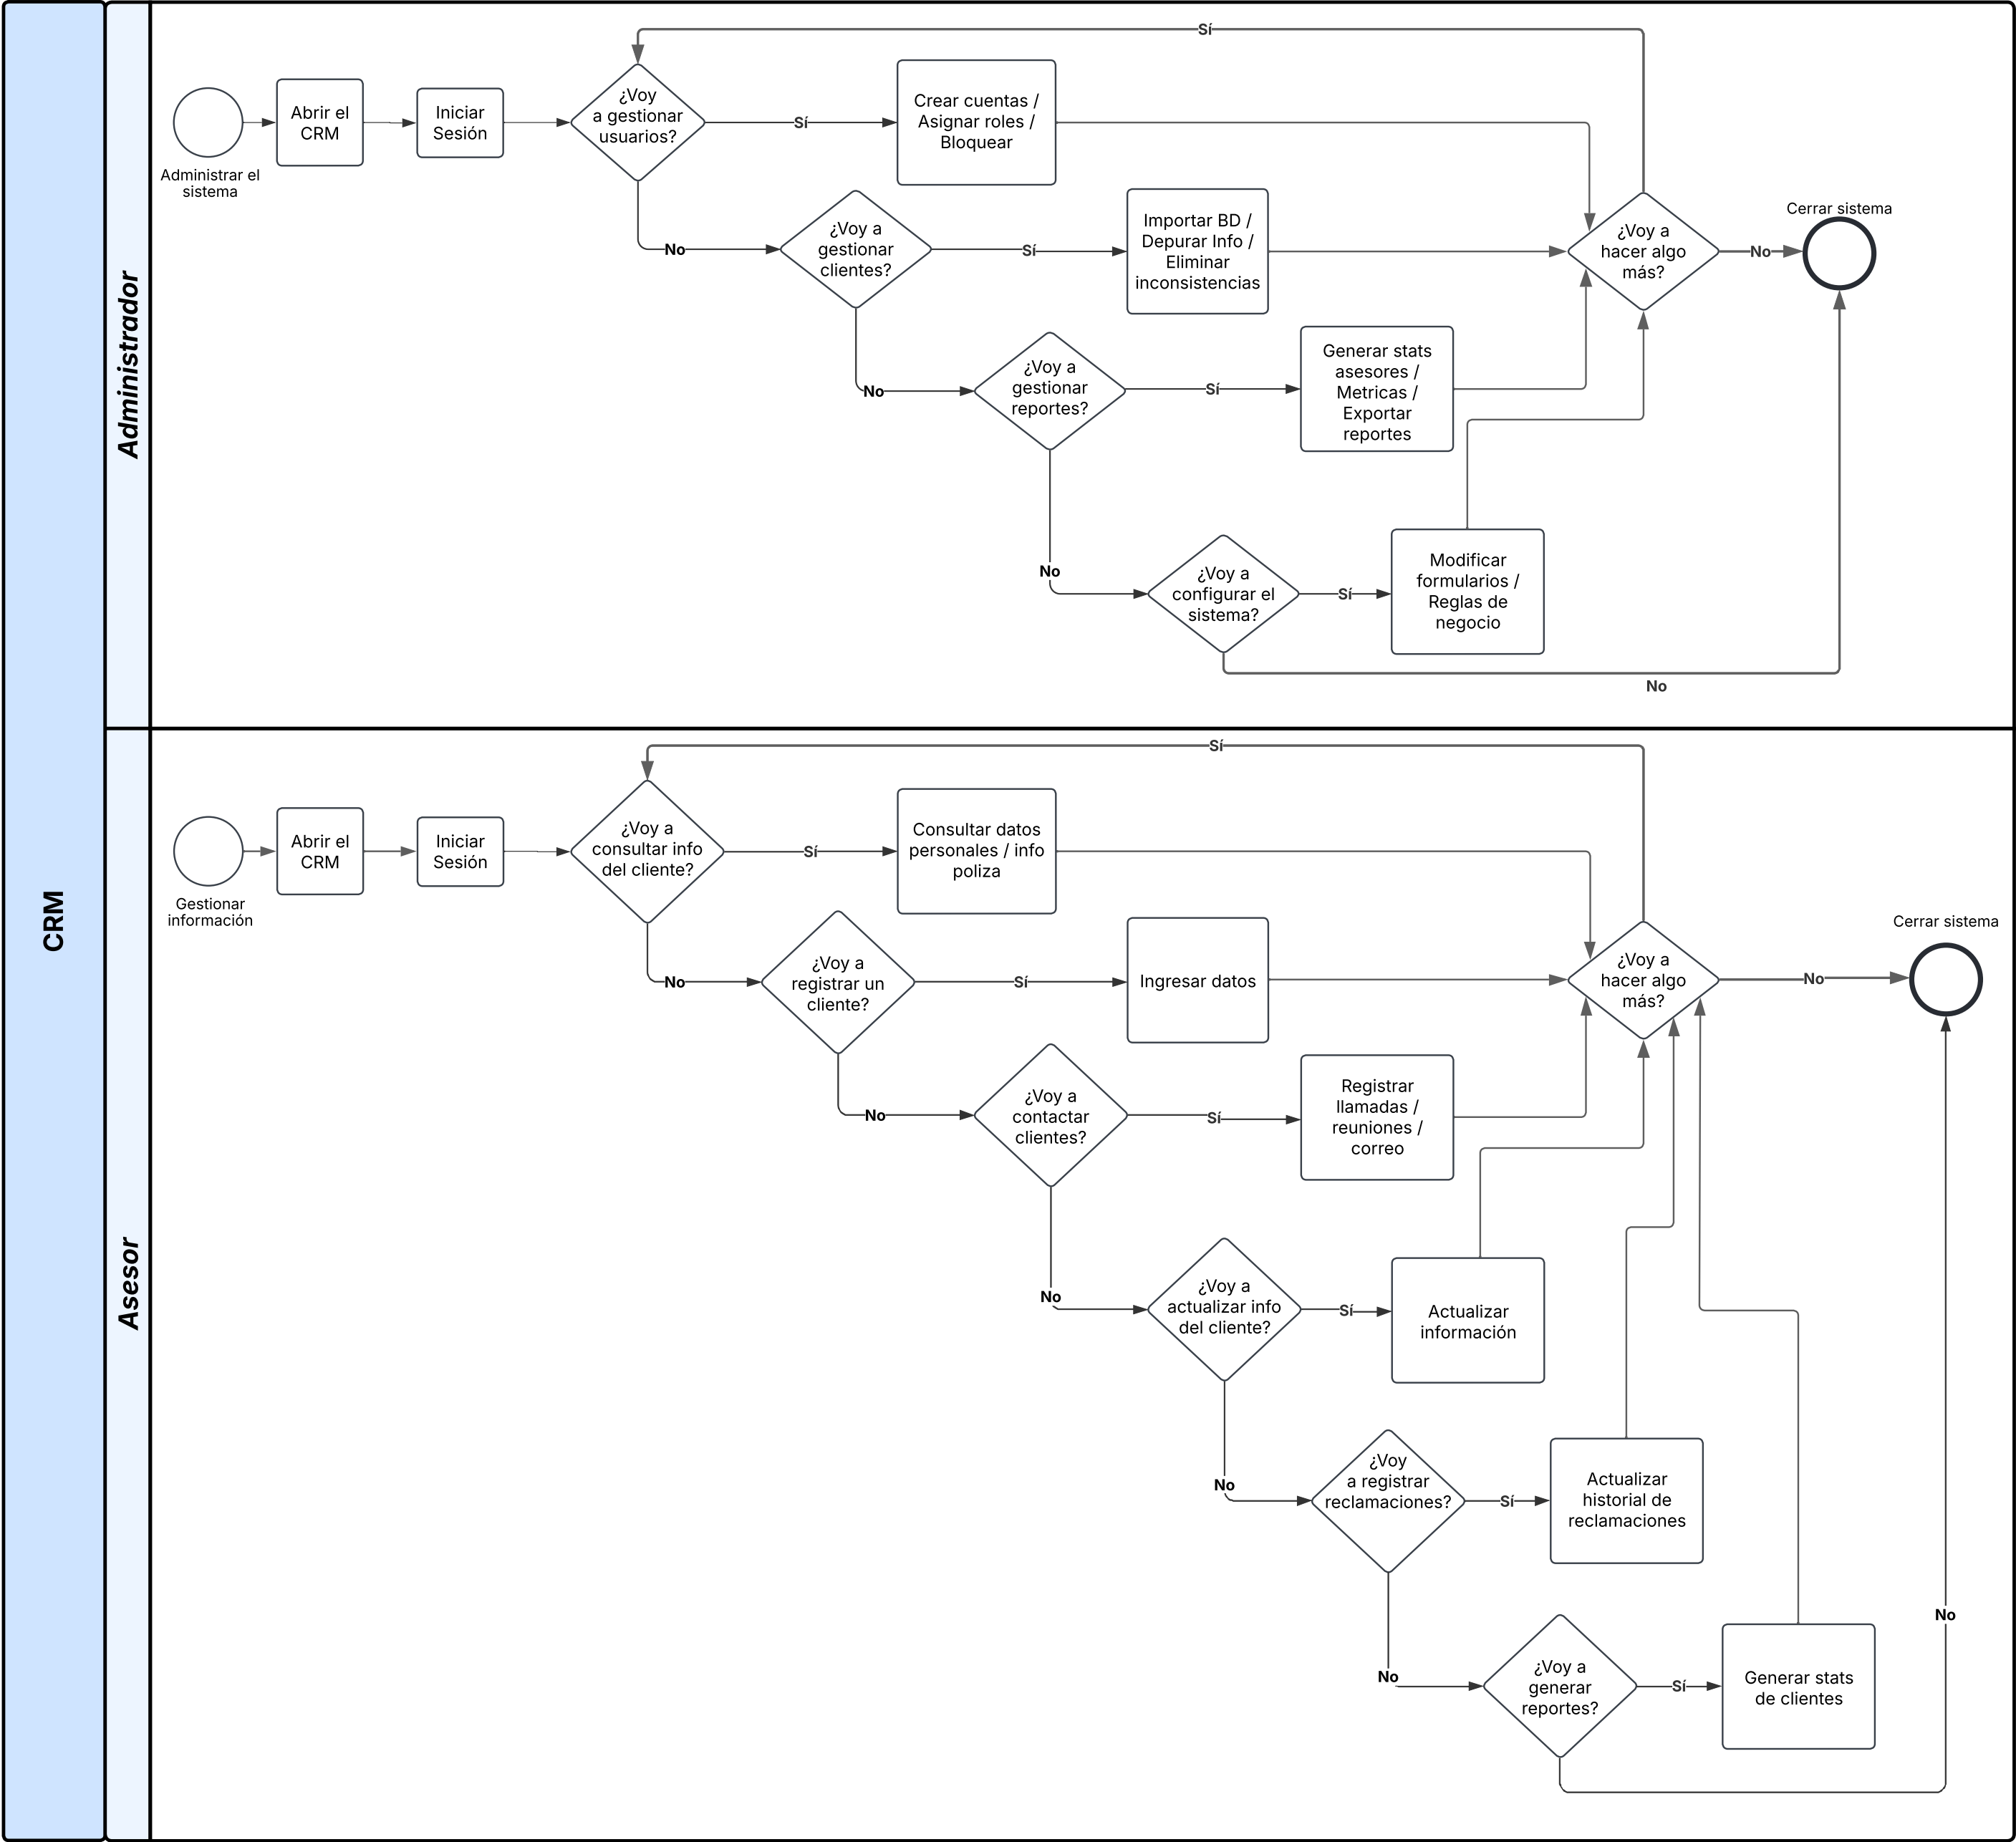 CRM
Administrador
Administrar el
sistema
Abrir el
CRM
Iniciar
Sesión
¿Voy
a gestionar
usuarios?
Sí
Sí
Crear cuentas /
Asignar roles /
Bloquear
No
¿Voy a
gestionar
clientes?
Sí
Importar BD /
Depurar Info /
Eliminar
inconsistencias
¿Voy a
hacer algo
más?
No
Cerrar sistema
No
¿Voy a
gestionar
reportes?
Sí
Generar stats
asesores /
Metricas /
Exportar
reportes
No
¿Voy a
configurar el
sistema?
Sí
Modificar
formularios /
Reglas de
negocio
No
Asesor
Gestionar
información
Abrir el
CRM
Iniciar
Sesión
¿Voy a
consultar info
del cliente?
Sí
Sí
Consultar datos
personales / info
poliza
No
¿Voy a
registrar un
cliente?
Sí
Ingresar datos
¿Voy a
hacer algo
más?
No
Cerrar sistema
No
¿Voy a
contactar
clientes?
Sí
Registrar
llamadas /
reuniones /
correo
No
¿Voy a
actualizar info
del cliente?
Sí
Actualizar
información
No
¿Voy
a registrar
reclamaciones?
Sí
Actualizar
historial de
reclamaciones
No
¿Voy a
generar
reportes?
Sí
Generar stats
de clientes
No